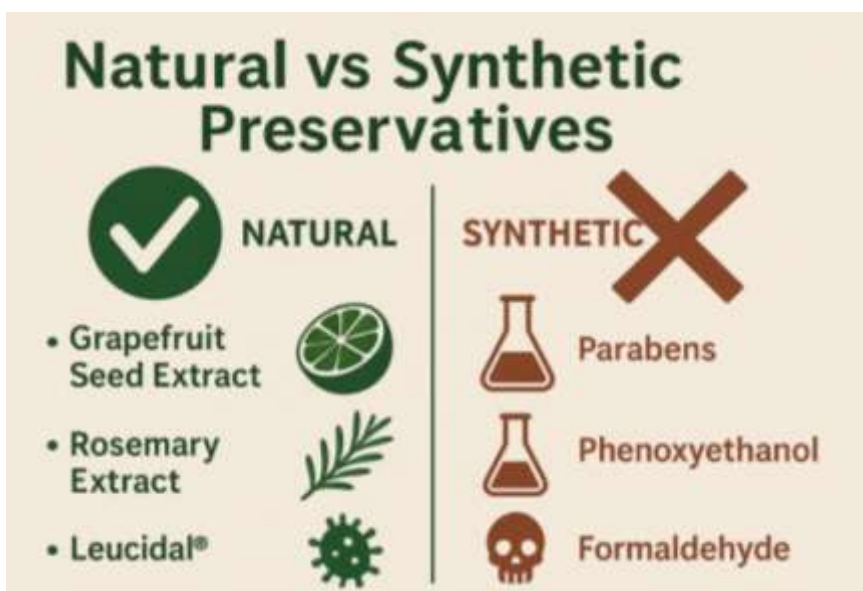 Natural vs Synthetic
Preservatives
NATURAL
• Grapefruit
Seed Extract
• Rosemary
Extract
• Leucidal®
SYNTHETIC
Parabens
Phenoxyethanol
Formaldehyde